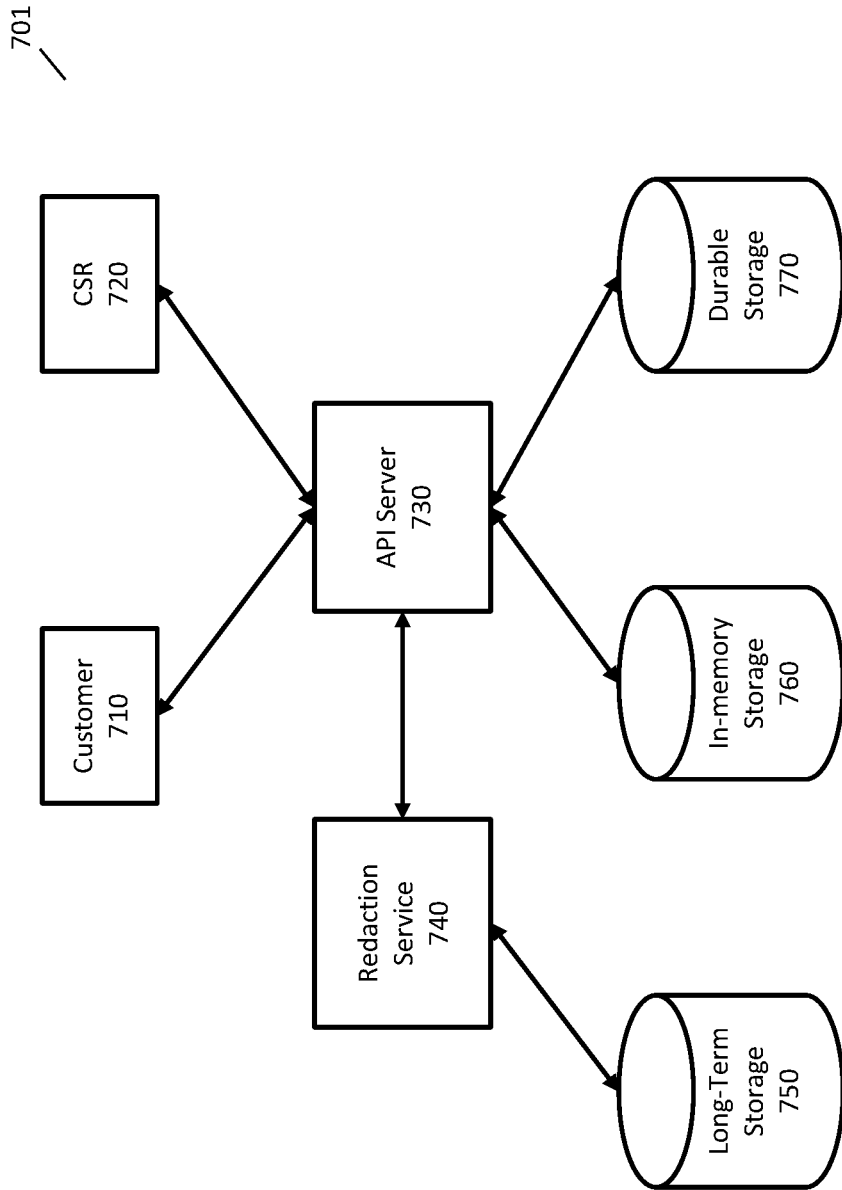 701
Customer
710
CSR
720
Redaction
Service
740
API Server
730
Long-Term
Storage
750
In-memory
Storage
760
Durable
Storage
770